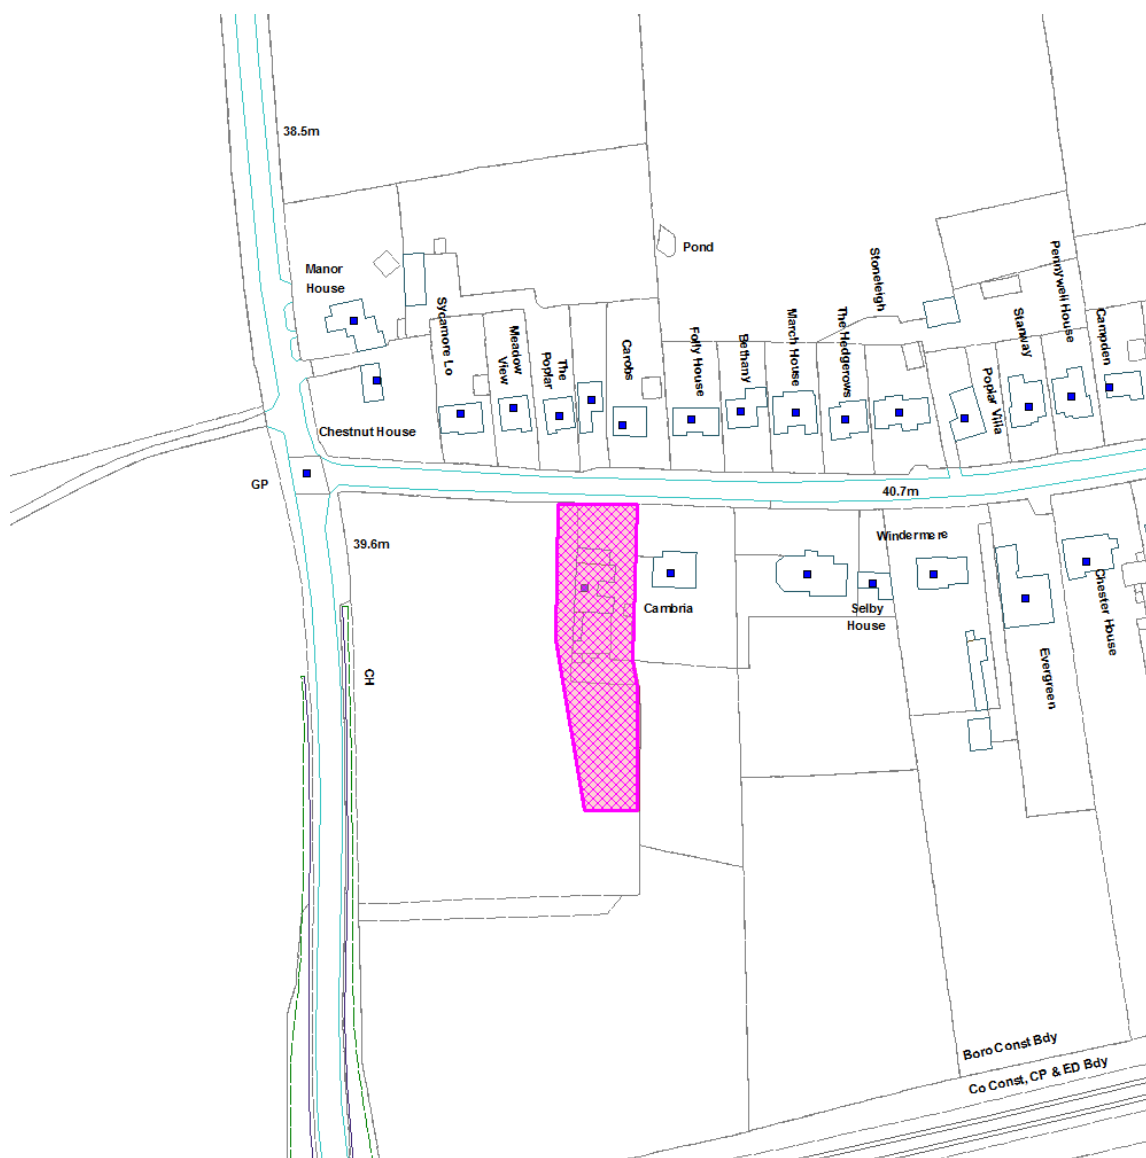 38.5m
Pond
Manor
House
Stoneleigh
Pennywell House
Sycamore Lo
Meadow
View
The
Poplar
Carobs
Folly House
Bethany
March House
The Hedgerows
Poplar Villa
Stanway
Campden
Chestnut House
GP
40.7m
39.6m
Windermere
Cambria
Selby
House
Chester House
Evergreen
CH
Boro Const Bdy
Co Const, CP & ED Bdy